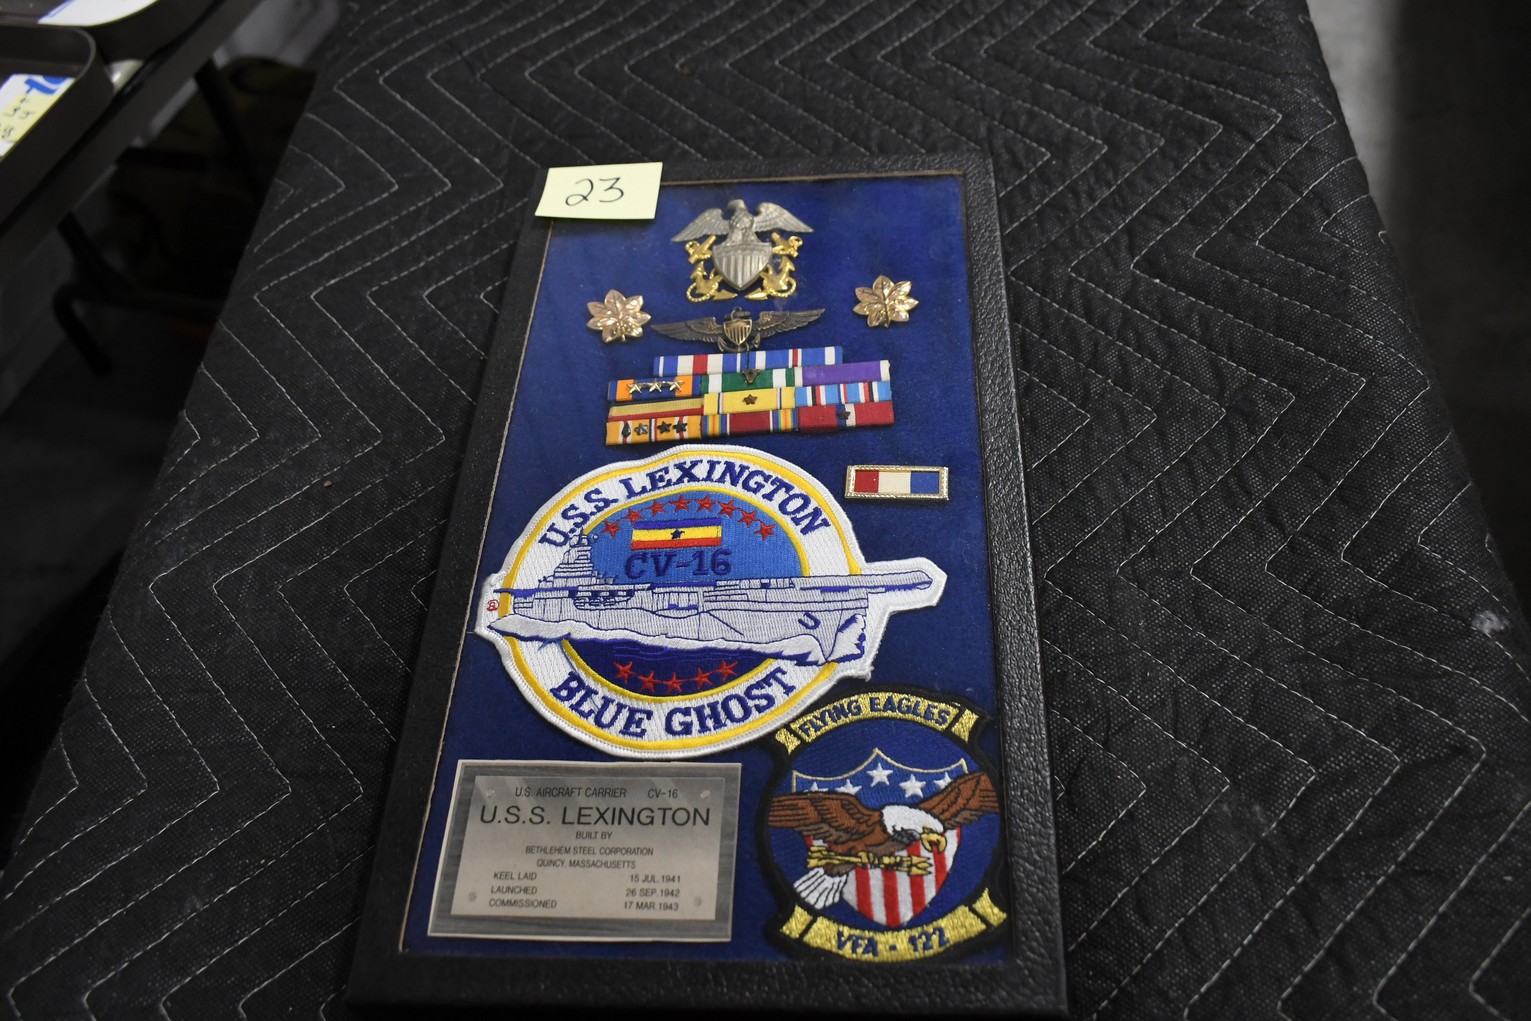 23
U.S.S. LEXINGTON
CV-16
BLUE GHOST
FLYING EAGLES
VFA - 122
U.S. AIRCRAFT CARRIER CV-16
U.S.S. LEXINGTON
BUILT BY
BETHLEHEM STEEL CORPORATION
QUINCY, MASSACHUSETTS
KEEL LAID 15 JUL.1941
LAUNCHED 26 SEP.1942
COMMISSIONED 17 MAR.1943